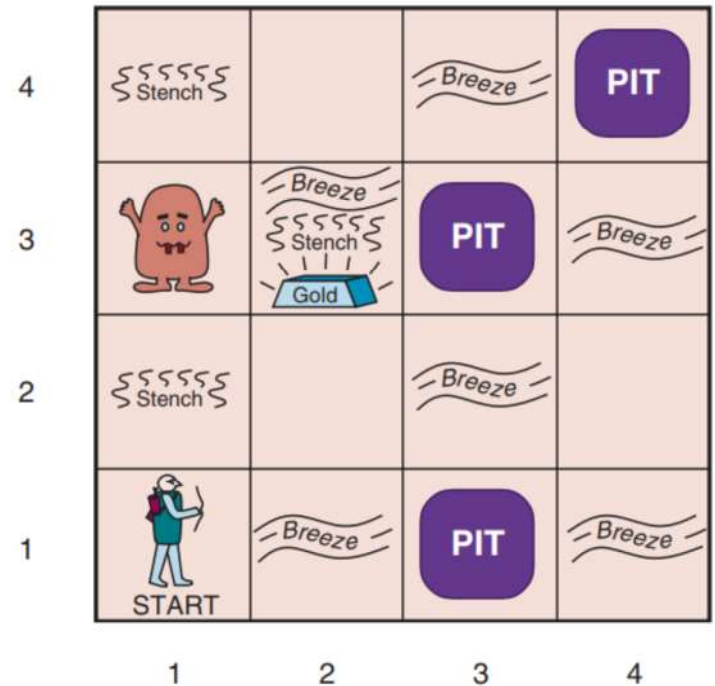 4
Stench
Breeze
PIT
3
Breeze
Stench
Gold
PIT
Breeze
2
Stench
Breeze
1
START
Breeze
PIT
Breeze
1 2 3 4